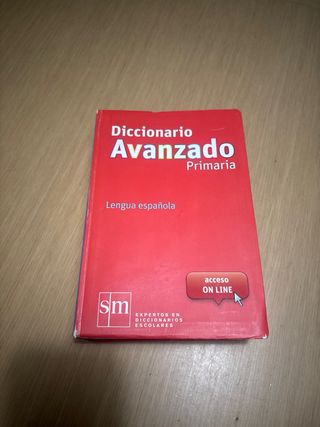 Diccionario
Avanzado
Primaria
Lengua española
acceso
ON LINE
sm
EXPERTOS EN
DICCIONARIOS
ESCOLARES